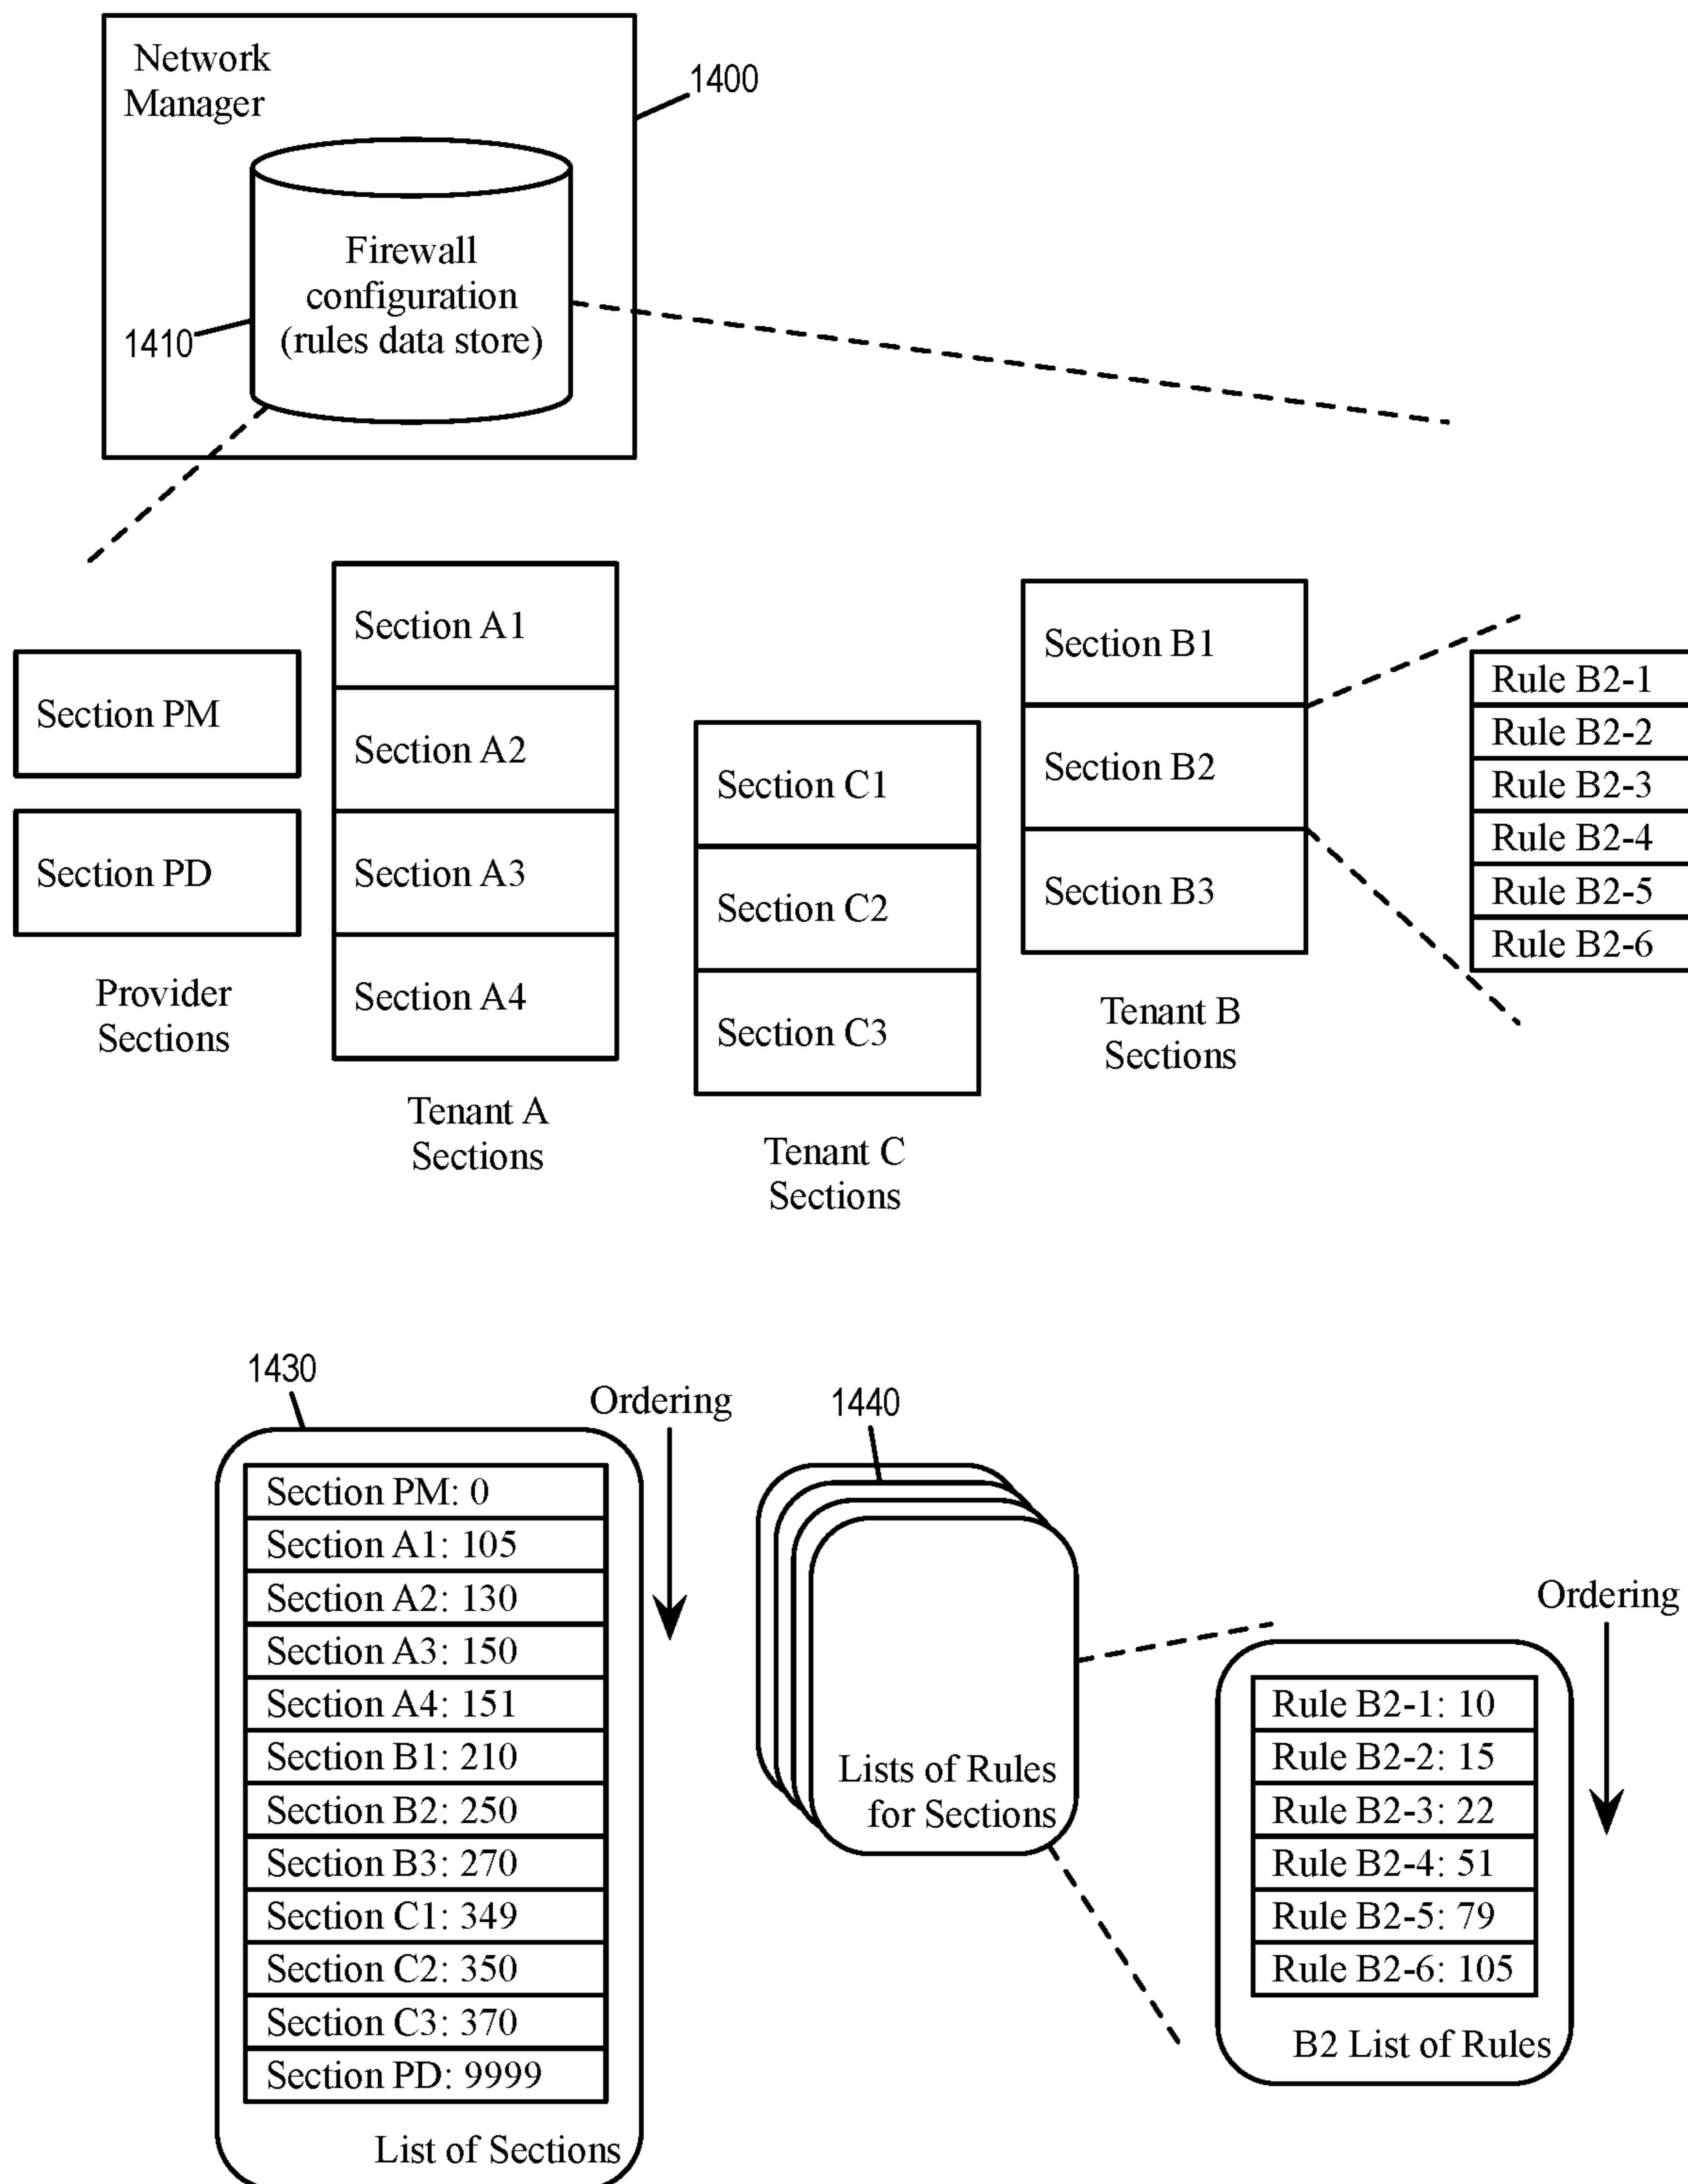 Network
Manager
1400
Firewall
configuration
(rules data store)
1410
Section PM
Section PD
Provider
Sections
Section A1
Section A2
Section A3
Section A4
Tenant A
Sections
Section C1
Section C2
Section C3
Tenant C
Sections
Section B1
Section B2
Section B3
Tenant B
Sections
Rule B2-1
Rule B2-2
Rule B2-3
Rule B2-4
Rule B2-5
Rule B2-6
1430
Ordering
Section PM: 0
Section A1: 105
Section A2: 130
Section A3: 150
Section A4: 151
Section B1: 210
Section B2: 250
Section B3: 270
Section C1: 349
Section C2: 350
Section C3: 370
Section PD: 9999
List of Sections
1440
Lists of Rules
for Sections
Ordering
Rule B2-1: 10
Rule B2-2: 15
Rule B2-3: 22
Rule B2-4: 51
Rule B2-5: 79
Rule B2-6: 105
B2 List of Rules